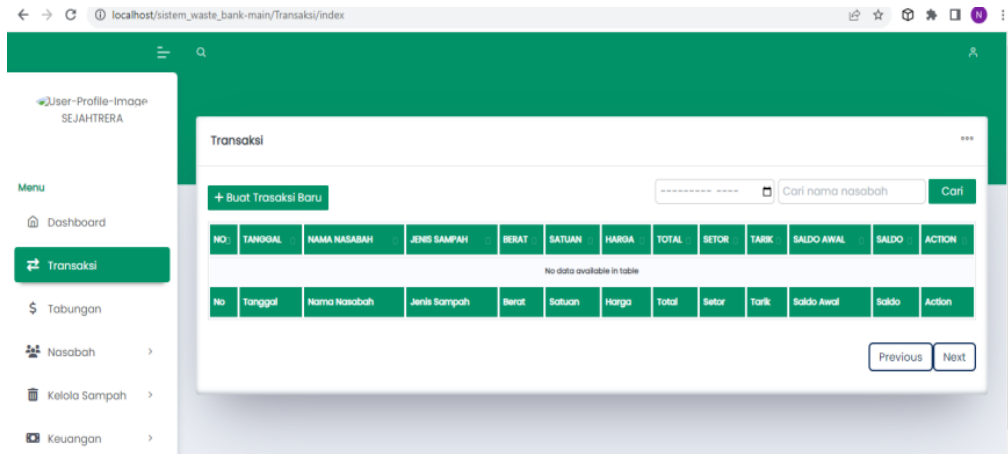 localhost/sistem_waste_bank-main/Transaksi/index
N
User-Profile-Image
SEJAHTRERA
Menu
Dashboard
Transaksi
Tabungan
Nasabah
Kelola Sampah
Keuangan
Transaksi
+ Buat Trasaksi Baru
--------- ---- Cari nama nasabah Cari
NO TANGGAL NAMA NASABAH JENIS SAMPAH BERAT SATUAN HARGA TOTAL SETOR TARIK SALDO AWAL SALDO ACTION
No data available in table
No Tanggal Nama Nasabah Jenis Sampah Berat Satuan Harga Total Setor Tarik Saldo Awal Saldo Action
Previous Next